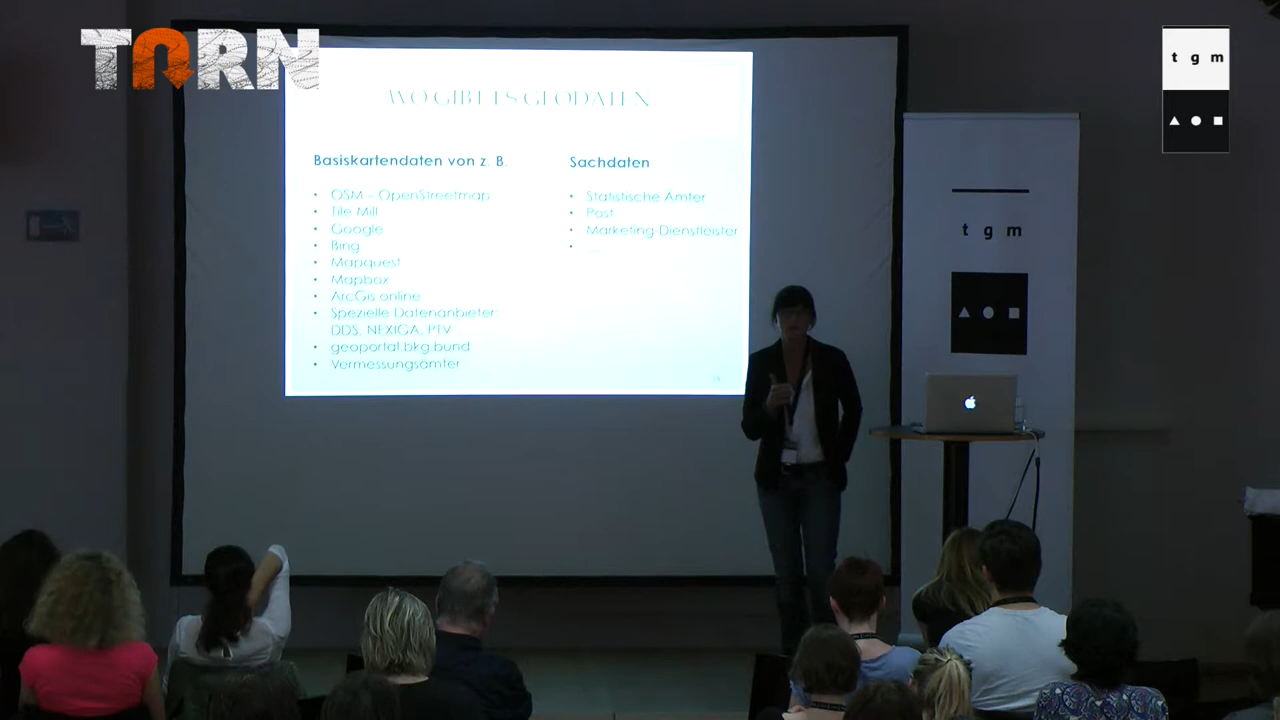 TYRN
t g m
WO GIBT ES GEODATEN
Basiskartendaten von z. B.
• OSM – OpenStreetmap
• Tile Mill
• Google
• Bing
• Mapquest
• Mapbox
• ArcGis online
• Spezielle Datenanbieter:
DDS, NEXIGA, PTV
• geoportal.bkg.bund
• Vermessungsämter
Sachdaten
• Statistische Ämter
• Post
• Marketing Dienstleister
• ...
t g m